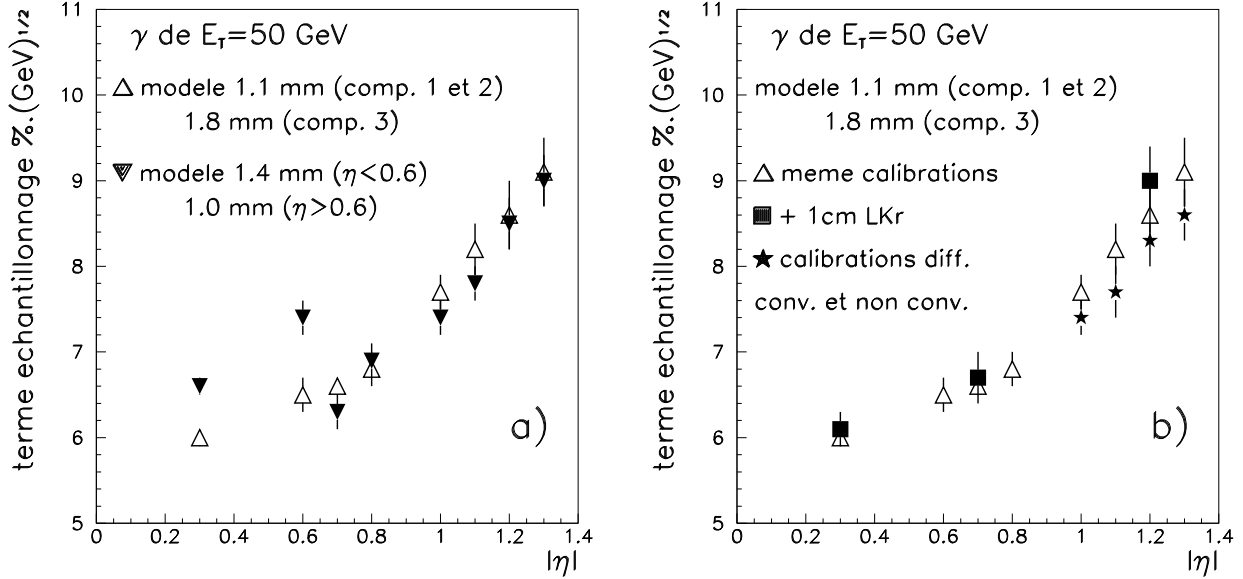 γ de E_T=50 GeV
modele 1.1 mm (comp. 1 et 2)
1.8 mm (comp. 3)
modele 1.4 mm (η<0.6)
1.0 mm (η>0.6)
a)
terme echantillonnage %.(GeV)^1/2
11
10
9
8
7
6
5
0 0.2 0.4 0.6 0.8 1 1.2 1.4
|η|
γ de E_T=50 GeV
modele 1.1 mm (comp. 1 et 2)
1.8 mm (comp. 3)
meme calibrations
+ 1cm LKr
calibrations diff.
conv. et non conv.
b)
terme echantillonnage %.(GeV)^1/2
11
10
9
8
7
6
5
0 0.2 0.4 0.6 0.8 1 1.2 1.4
|η|